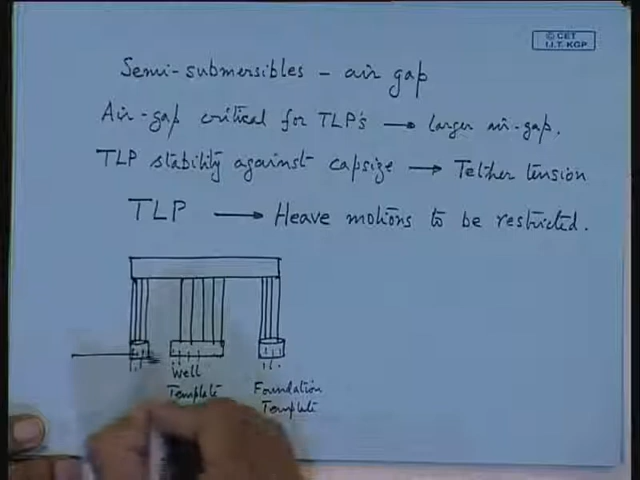 © CET
I.I.T. KGP
Semi-submersibles – air gap
Air-gap critical for TLP's → larger air-gap.
TLP stability against capsize → Tether tension
TLP → Heave motions to be restricted.
Well
Template
Foundation
Template